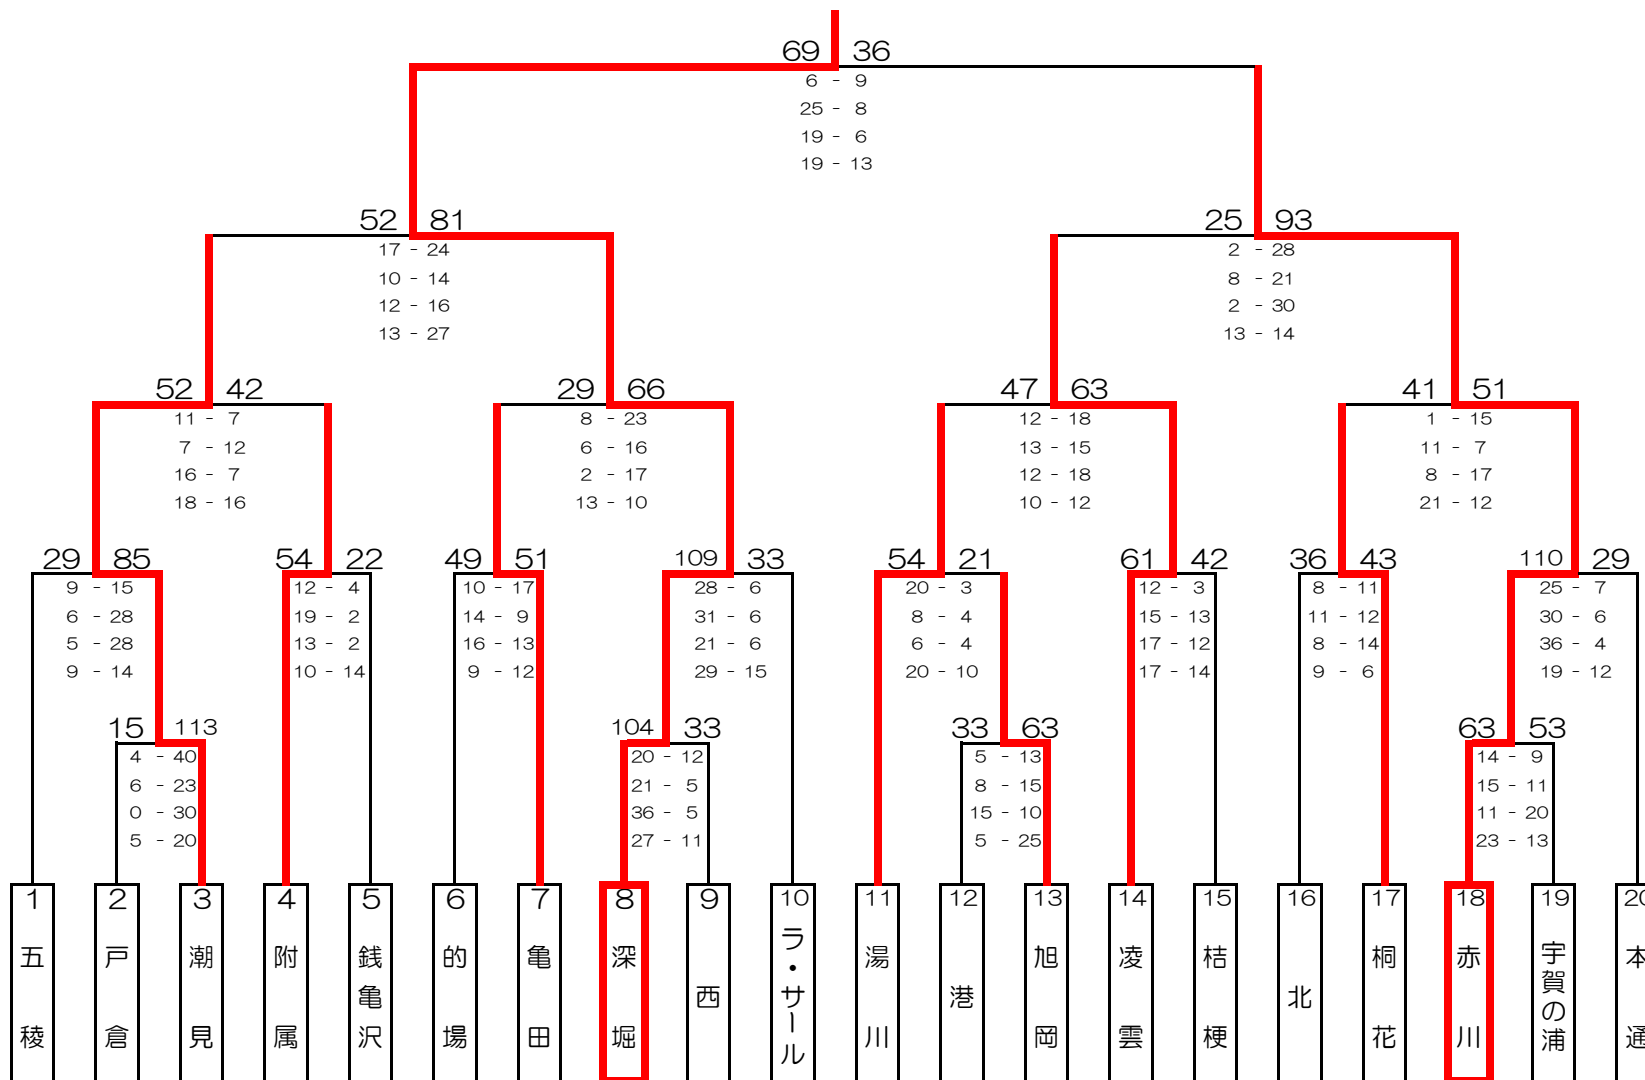 69 36
6 - 9
25 - 8
19 - 6
19 - 13
52 81
17 - 24
10 - 14
12 - 16
13 - 27
25 93
2 - 28
8 - 21
2 - 30
13 - 14
52 42
11 - 7
7 - 12
16 - 7
18 - 16
29 66
8 - 23
6 - 16
2 - 17
13 - 10
47 63
12 - 18
13 - 15
12 - 18
10 - 12
41 51
1 - 15
11 - 7
8 - 17
21 - 12
29 85
9 - 15
6 - 28
5 - 28
9 - 14
54 22
12 - 4
19 - 2
13 - 2
10 - 14
49 51
10 - 17
14 - 9
16 - 13
9 - 12
109 33
28 - 6
31 - 6
21 - 6
29 - 15
54 21
20 - 3
8 - 4
6 - 4
20 - 10
61 42
12 - 3
15 - 13
17 - 12
17 - 14
36 43
8 - 11
11 - 12
8 - 14
9 - 6
110 29
25 - 7
30 - 6
36 - 4
19 - 12
15 113
4 - 40
6 - 23
0 - 30
5 - 20
104 33
20 - 12
21 - 5
36 - 5
27 - 11
33 63
5 - 13
8 - 15
15 - 10
5 - 25
63 53
14 - 9
15 - 11
11 - 20
23 - 13
1 五稜
2 戸倉
3 潮見
4 附属
5 銭亀沢
6 的場
7 亀田
8 深堀
9 西
10 ラ・サール
11 湯川
12 港
13 旭岡
14 凌雲
15 桔梗
16 北
17 桐花
18 赤川
19 宇賀の浦
20 本通